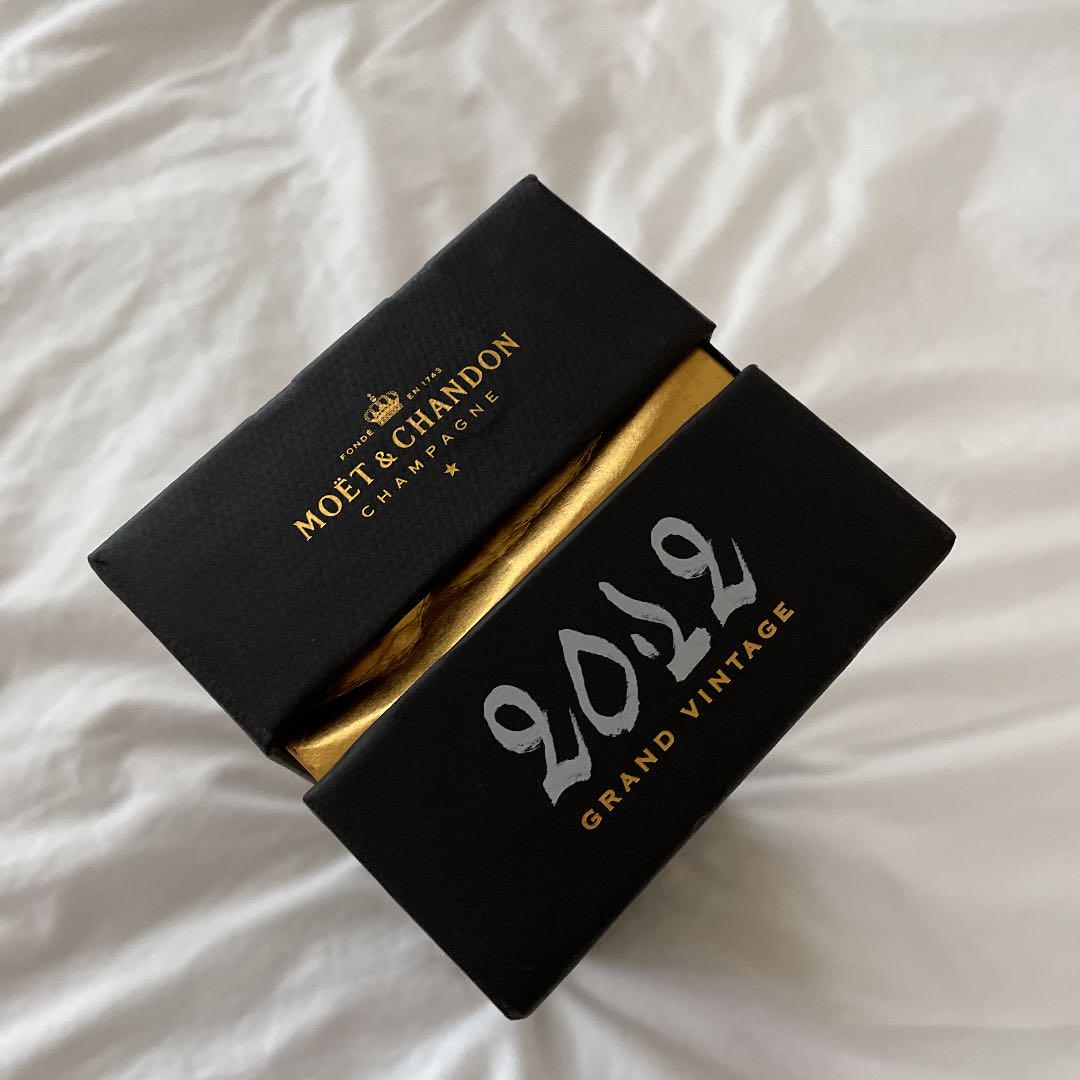 FONDÉ EN 1743
MOËT & CHANDON
CHAMPAGNE
2012
GRAND VINTAGE